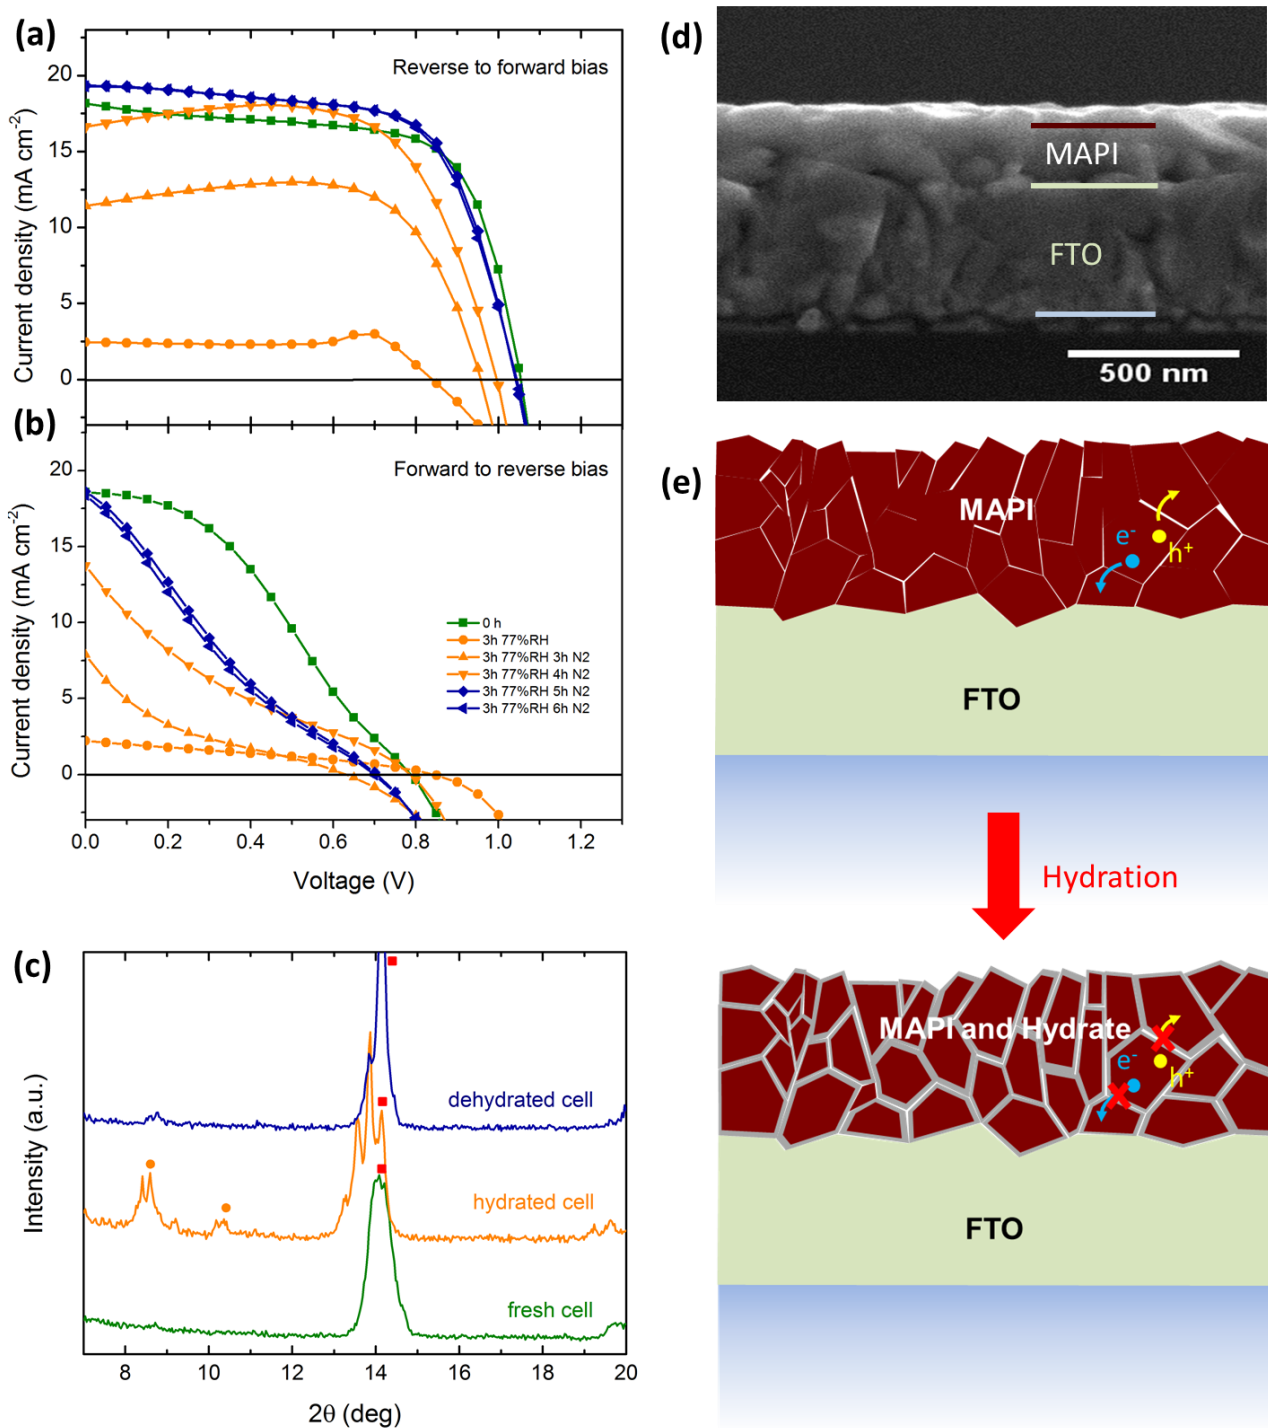 (a)
Reverse to forward bias
Current density (mA cm-2)
20
15
10
5
0
(b)
Forward to reverse bias
Current density (mA cm-2)
20
15
10
5
0
0 h
3h 77%RH
3h 77%RH 3h N2
3h 77%RH 4h N2
3h 77%RH 5h N2
3h 77%RH 6h N2
0.0 0.2 0.4 0.6 0.8 1.0 1.2
Voltage (V)
(c)
Intensity (a.u.)
dehydrated cell
hydrated cell
fresh cell
8 10 12 14 16 18 20
2θ (deg)
(d)
MAPI
FTO
500 nm
(e)
MAPI
e-
h+
FTO
Hydration
MAPI and Hydrate
e-
h+
FTO